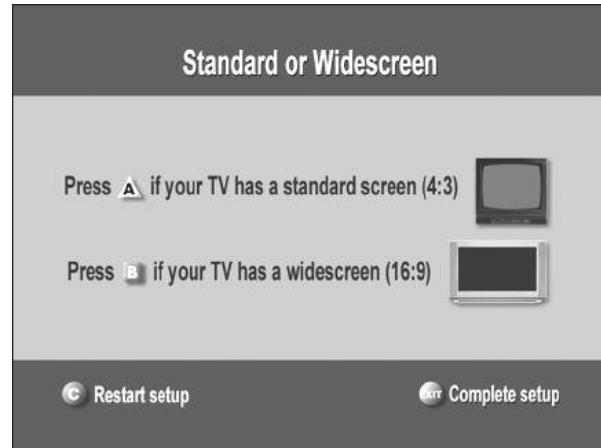 Standard or Widescreen
Press A if your TV has a standard screen (4:3)
Press B if your TV has a widescreen (16:9)
C Restart setup
EXIT Complete setup